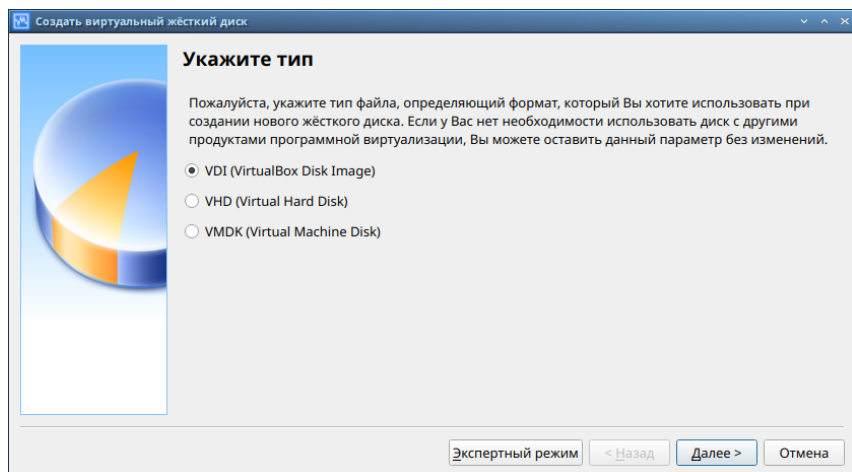 Создать виртуальный жёсткий диск
Укажите тип
Пожалуйста, укажите тип файла, определяющий формат, который Вы хотите использовать при
создании нового жёсткого диска. Если у Вас нет необходимости использовать диск с другими
продуктами программной виртуализации, Вы можете оставить данный параметр без изменений.
VDI (VirtualBox Disk Image)
VHD (Virtual Hard Disk)
VMDK (Virtual Machine Disk)
Экспертный режим
< Назад
Далее >
Отмена